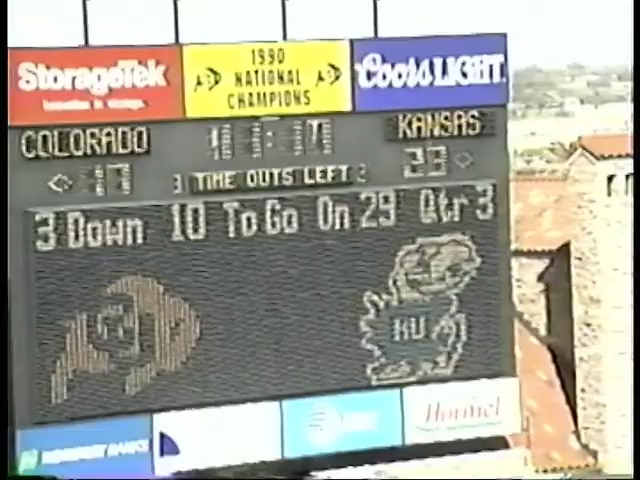 StorageTek
1990
NATIONAL
CHAMPIONS
Coors LIGHT
COLORADO
KANSAS
17
23
3 TIME OUTS LEFT 2
3 Down 10 To Go On 29 Qtr 3
KU
Hormel